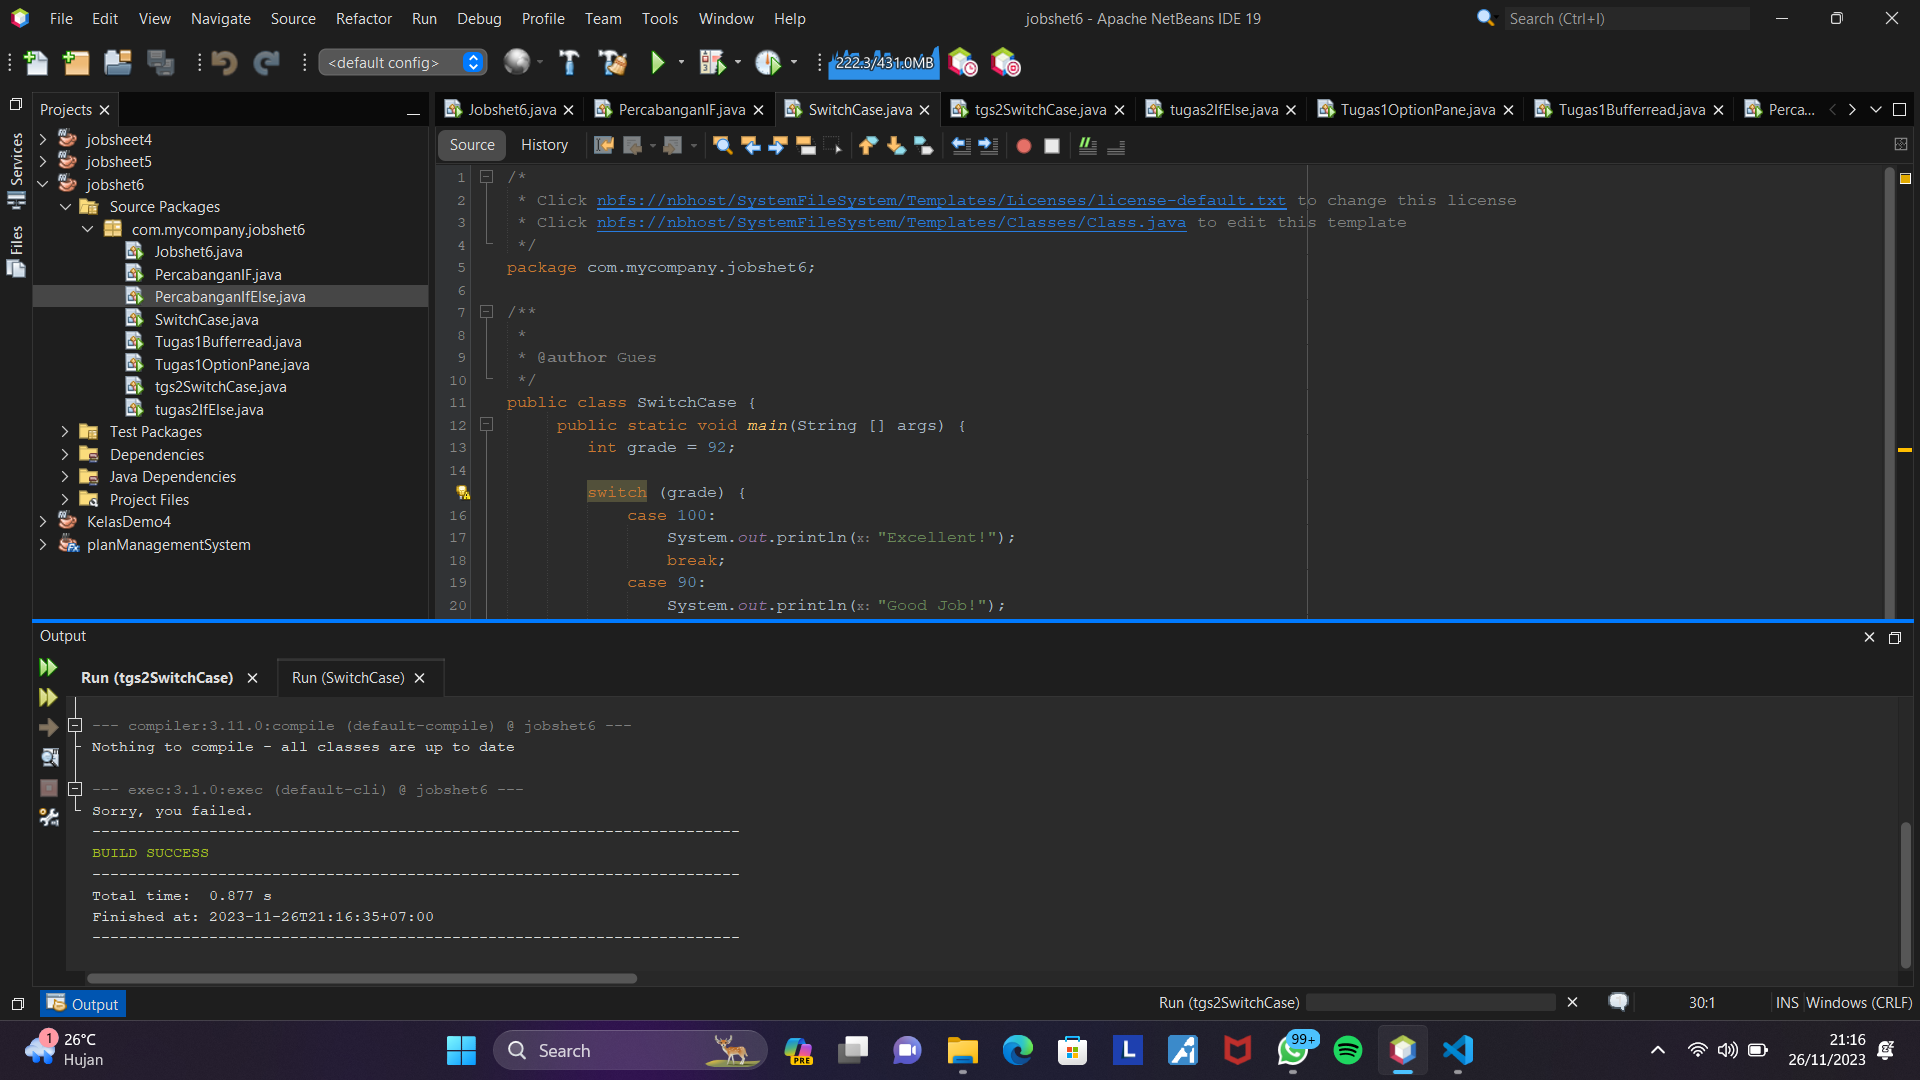 File Edit View Navigate Source Refactor Run Debug Profile Team Tools Window Help
jobshet6 - Apache NetBeans IDE 19
Search (Ctrl+I)
<default config>
222.3/431.0MB
Services
Files
Projects
jobsheet4
jobsheet5
jobshet6
Source Packages
com.mycompany.jobshet6
Jobshet6.java
PercabanganIF.java
PercabanganIfElse.java
SwitchCase.java
Tugas1Bufferread.java
Tugas1OptionPane.java
tgs2SwitchCase.java
tugas2IfElse.java
Test Packages
Dependencies
Java Dependencies
Project Files
KelasDemo4
planManagementSystem
Jobshet6.java PercabanganIF.java SwitchCase.java tgs2SwitchCase.java tugas2IfElse.java Tugas1OptionPane.java Tugas1Bufferread.java Perca...
Source History
1 /*
2 * Click nbfs://nbhost/SystemFileSystem/Templates/Licenses/license-default.txt to change this license
3 * Click nbfs://nbhost/SystemFileSystem/Templates/Classes/Class.java to edit this template
4 */
5 package com.mycompany.jobshet6;
6
7 /**
8 *
9 * @author Gues
10 */
11 public class SwitchCase {
12 public static void main(String [] args) {
13 int grade = 92;
14
switch (grade) {
16 case 100:
17 System.out.println(x: "Excellent!");
18 break;
19 case 90:
20 System.out.println(x: "Good Job!");
Output
Run (tgs2SwitchCase) Run (SwitchCase)
--- compiler:3.11.0:compile (default-compile) @ jobshet6 ---
Nothing to compile - all classes are up to date
--- exec:3.1.0:exec (default-cli) @ jobshet6 ---
Sorry, you failed.
------------------------------------------------------------------------
BUILD SUCCESS
------------------------------------------------------------------------
Total time:  0.877 s
Finished at: 2023-11-26T21:16:35+07:00
------------------------------------------------------------------------
Output
Run (tgs2SwitchCase)
30:1
INS
Windows (CRLF)
1
26°C
Hujan
Search
PRE
L
99+
21:16
26/11/2023